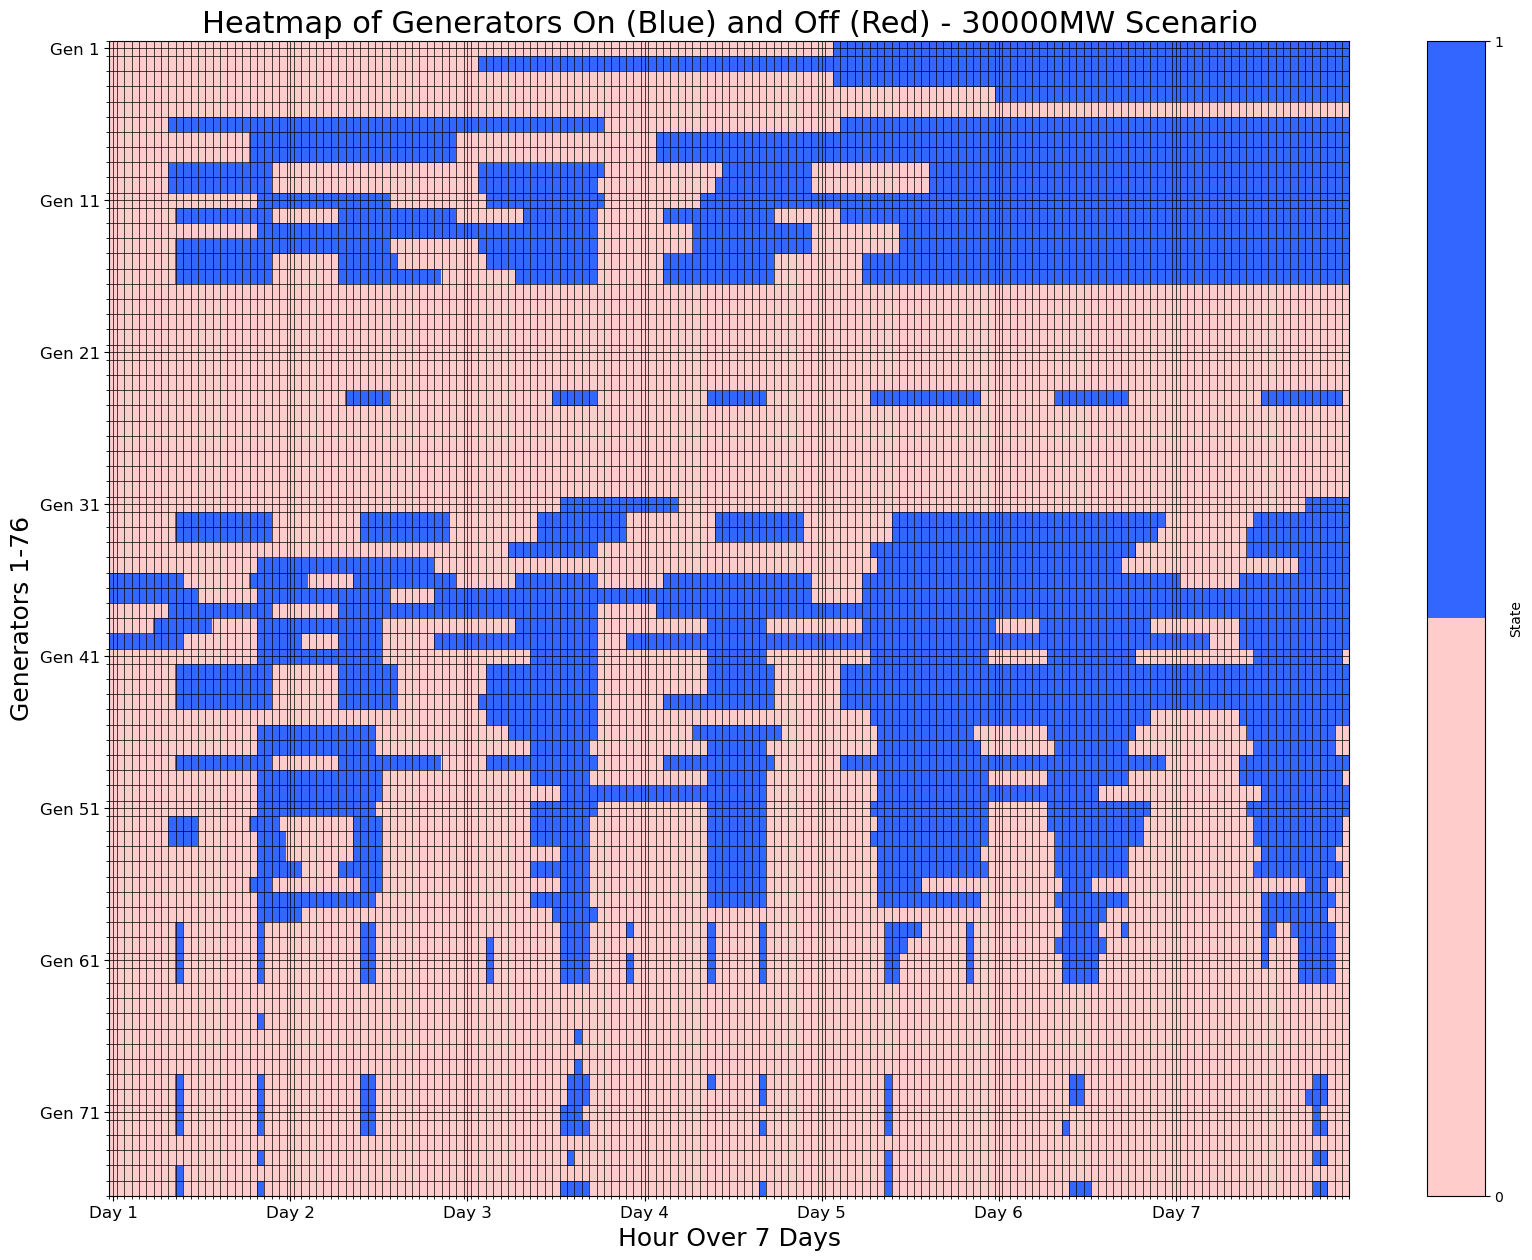 Heatmap of Generators On (Blue) and Off (Red) - 30000MW Scenario
Gen 1
Gen 11
Gen 21
Gen 31
Gen 41
Gen 51
Gen 61
Gen 71
Generators 1-76
Day 1 Day 2 Day 3 Day 4 Day 5 Day 6 Day 7
Hour Over 7 Days
1
State
0